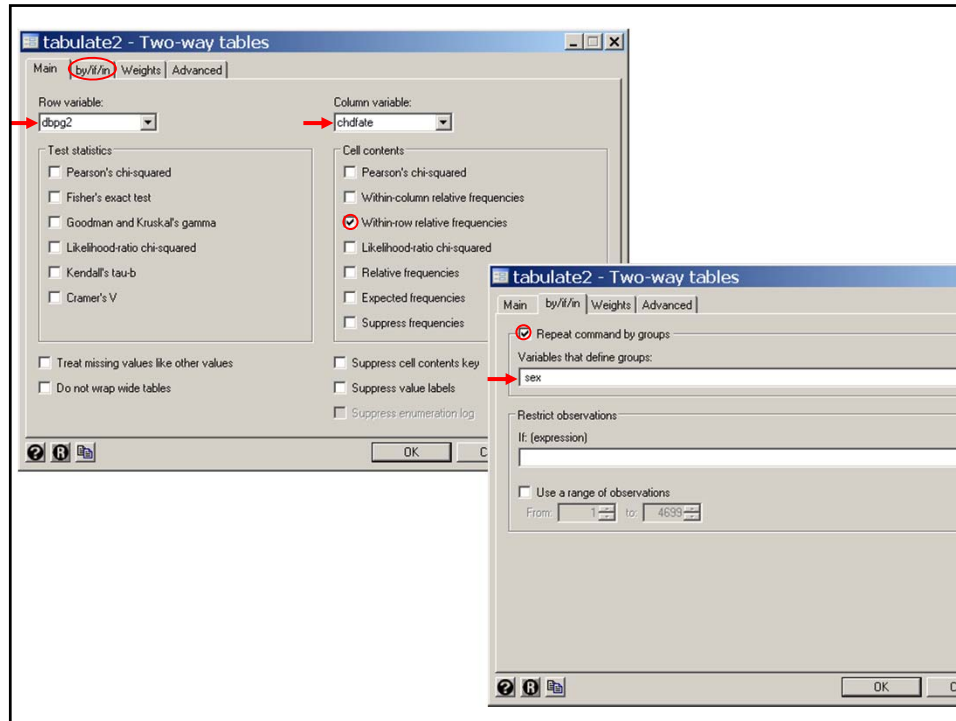 tabulate2 - Two-way tables
Main by/if/in Weights Advanced
Row variable:
dbpg2
Column variable:
chdfate
Test statistics
Pearson's chi-squared
Fisher's exact test
Goodman and Kruskal's gamma
Likelihood-ratio chi-squared
Kendall's tau-b
Cramer's V
Cell contents
Pearson's chi-squared
Within-column relative frequencies
Within-row relative frequencies
Likelihood-ratio chi-squared
Relative frequencies
Expected frequencies
Suppress frequencies
Treat missing values like other values
Do not wrap wide tables
Suppress cell contents key
Suppress value labels
Suppress enumeration log
? R OK C
tabulate2 - Two-way tables
Main by/if/in Weights Advanced
Repeat command by groups
Variables that define groups:
sex
Restrict observations
If: (expression)
Use a range of observations
From: 1 to: 4699
? R OK C